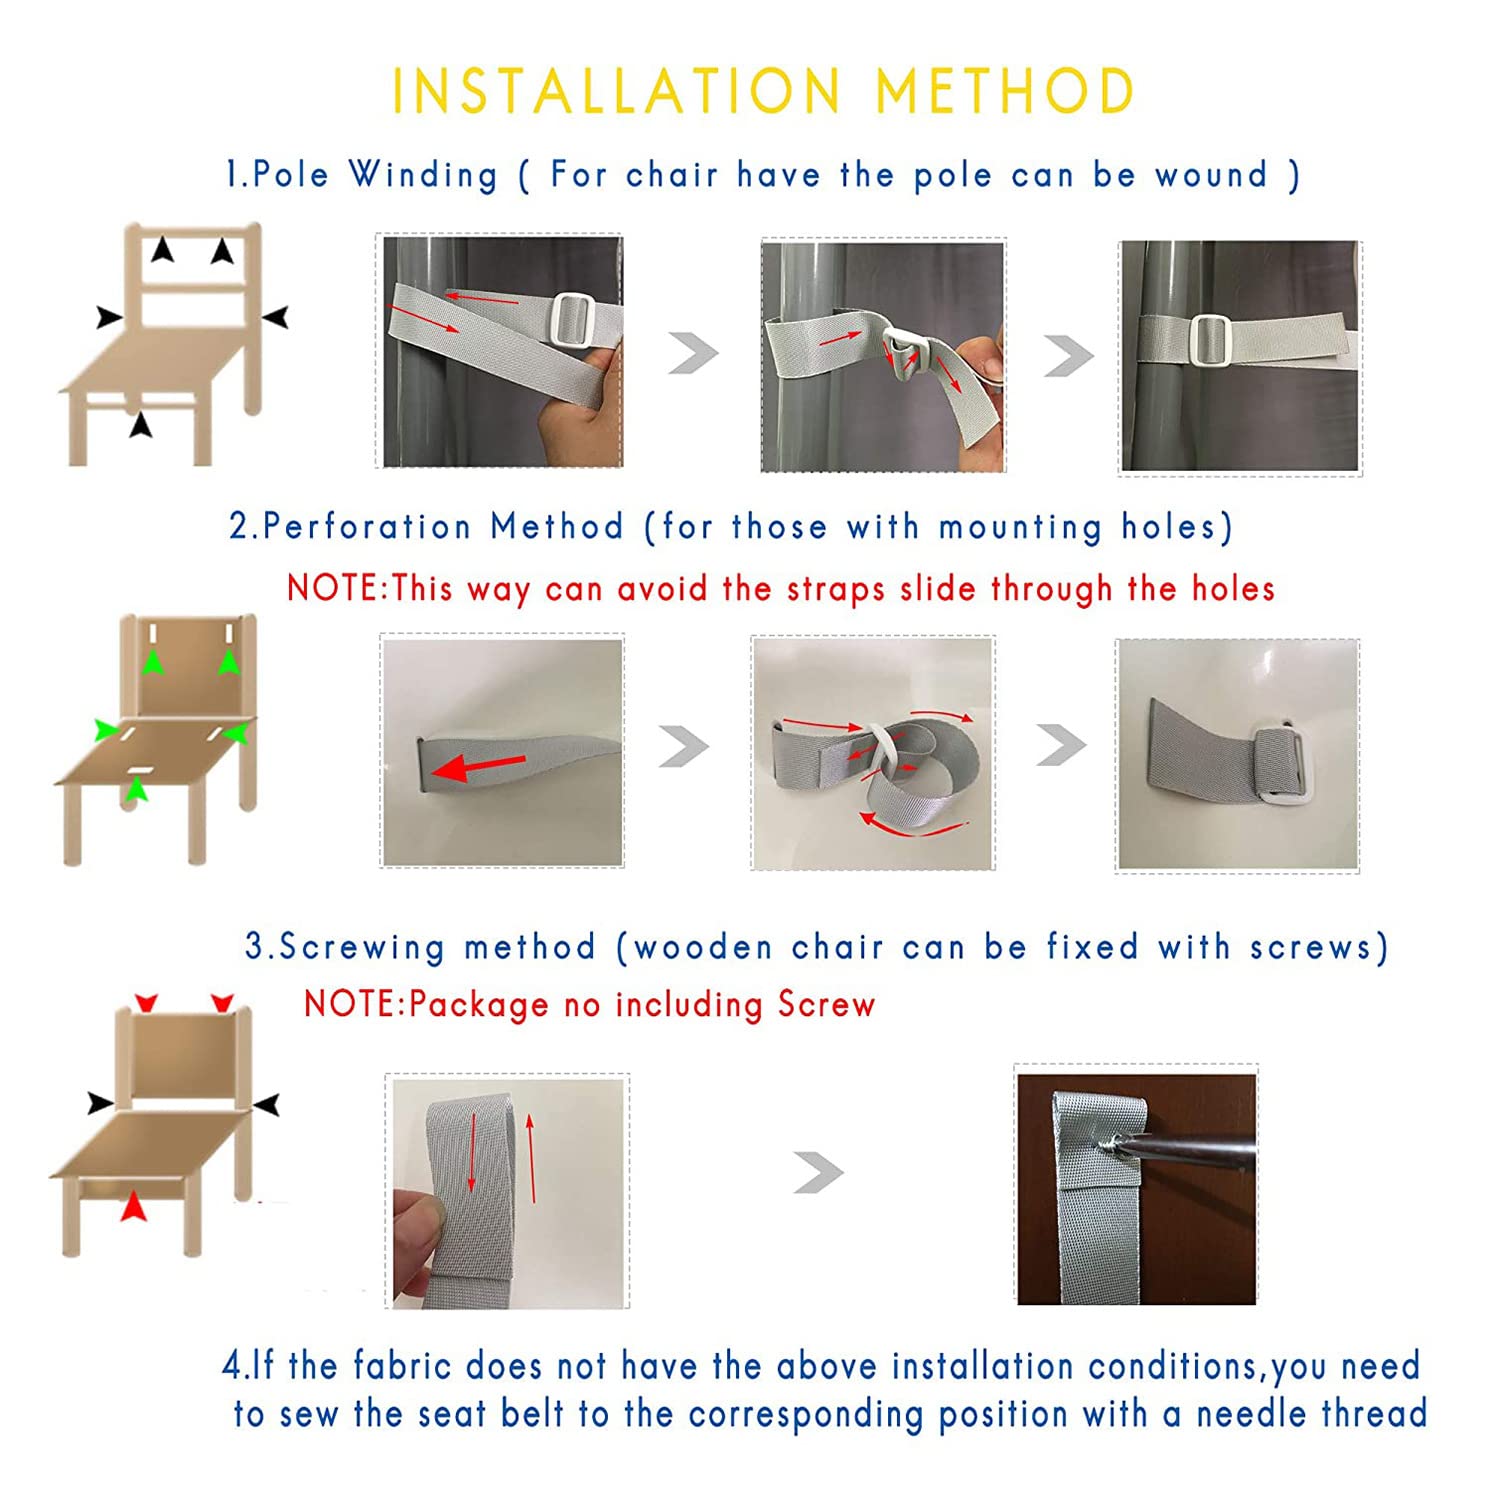 INSTALLATION METHOD
1.Pole Winding ( For chair have the pole can be wound )
2.Perforation Method (for those with mounting holes)
NOTE:This way can avoid the straps slide through the holes
3.Screwing method (wooden chair can be fixed with screws)
NOTE:Package no including Screw
4.If the fabric does not have the above installation conditions,you need
to sew the seat belt to the corresponding position with a needle thread